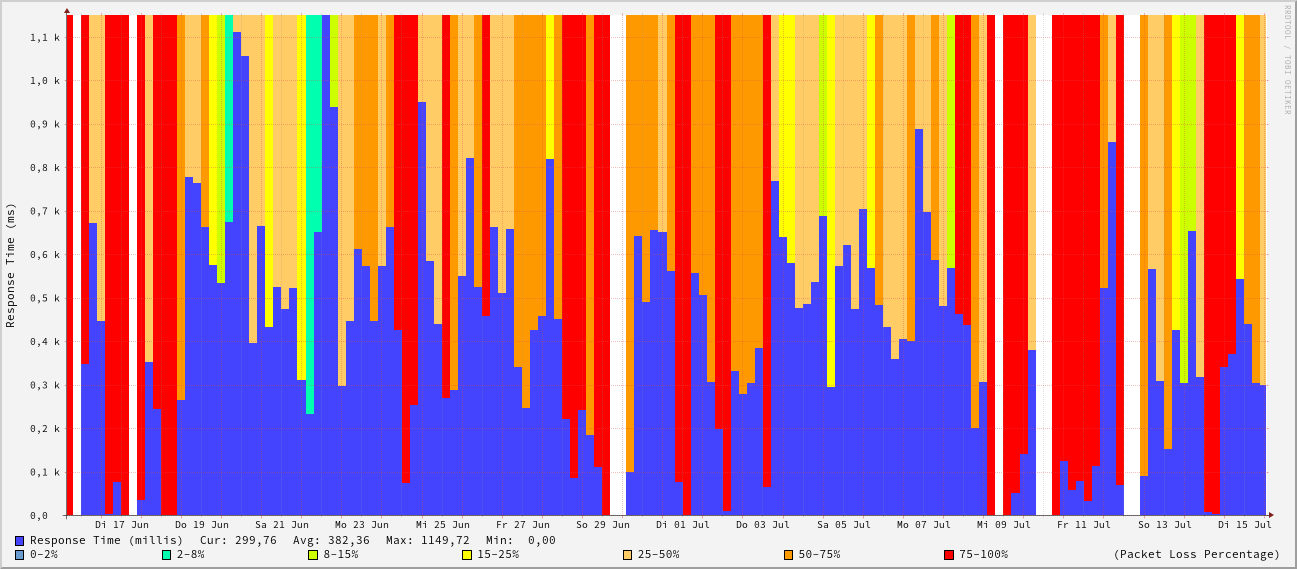 RRDTOOL / TOBI OETIKER
Response Time (ms)
1,1 k
1,0 k
0,9 k
0,8 k
0,7 k
0,6 k
0,5 k
0,4 k
0,3 k
0,2 k
0,1 k
0,0
Di 17 Jun Do 19 Jun Sa 21 Jun Mo 23 Jun Mi 25 Jun Fr 27 Jun So 29 Jun Di 01 Jul Do 03 Jul Sa 05 Jul Mo 07 Jul Mi 09 Jul Fr 11 Jul So 13 Jul Di 15 Jul
Response Time (millis) Cur: 299,76 Avg: 382,36 Max: 1149,72 Min: 0,00
0-2% 2-8% 8-15% 15-25% 25-50% 50-75% 75-100% (Packet Loss Percentage)